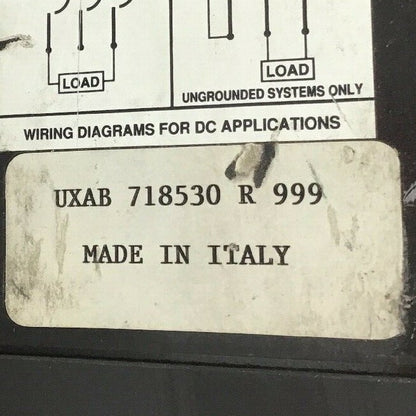 LOAD
LOAD
UNGROUNDED SYSTEMS ONLY
WIRING DIAGRAMS FOR DC APPLICATIONS
UXAB 718530 R 999
MADE IN ITALY